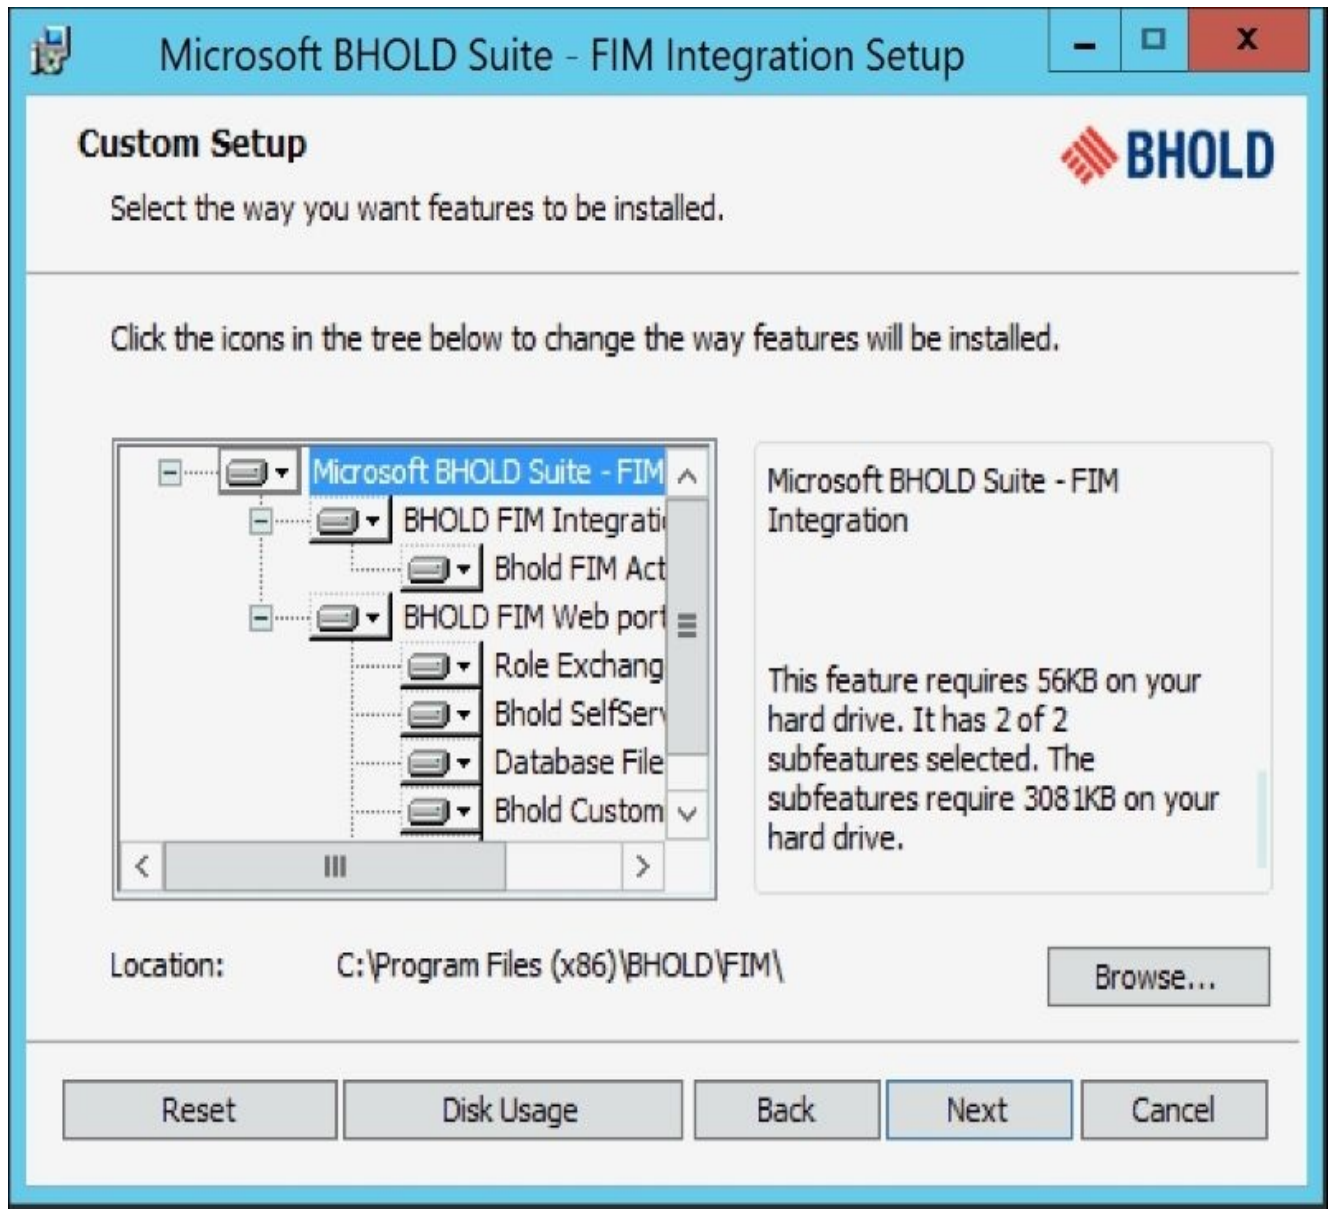 Microsoft BHOLD Suite - FIM Integration Setup
Custom Setup
BHOLD
Select the way you want features to be installed.
Click the icons in the tree below to change the way features will be installed.
Microsoft BHOLD Suite - FIM
BHOLD FIM Integrati
Bhold FIM Act
BHOLD FIM Web port
Role Exchang
Bhold SelfServ
Database File
Bhold Custom
Microsoft BHOLD Suite - FIM
Integration
This feature requires 56KB on your
hard drive. It has 2 of 2
subfeatures selected. The
subfeatures require 3081KB on your
hard drive.
Location: C:\Program Files (x86)\BHOLD\FIM\
Browse...
Reset Disk Usage Back Next Cancel